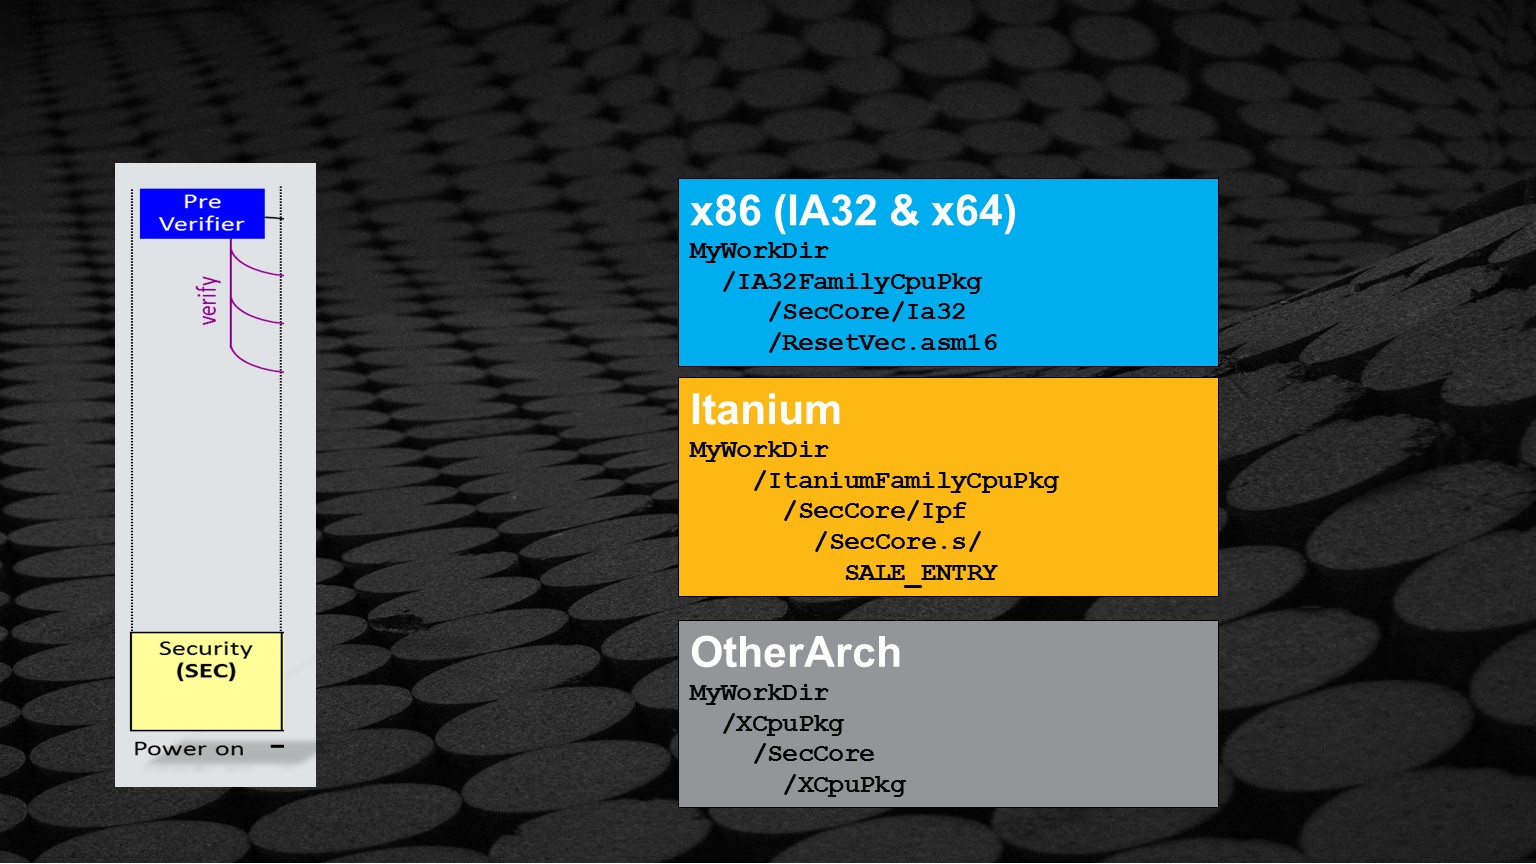 Pre
Verifier
verify
Security
(SEC)
Power on
x86 (IA32 & x64)
MyWorkDir
/IA32FamilyCpuPkg
/SecCore/Ia32
/ResetVec.asm16
Itanium
MyWorkDir
/ItaniumFamilyCpuPkg
/SecCore/Ipf
/SecCore.s/
SALE_ENTRY
OtherArch
MyWorkDir
/XCpuPkg
/SecCore
/XCpuPkg